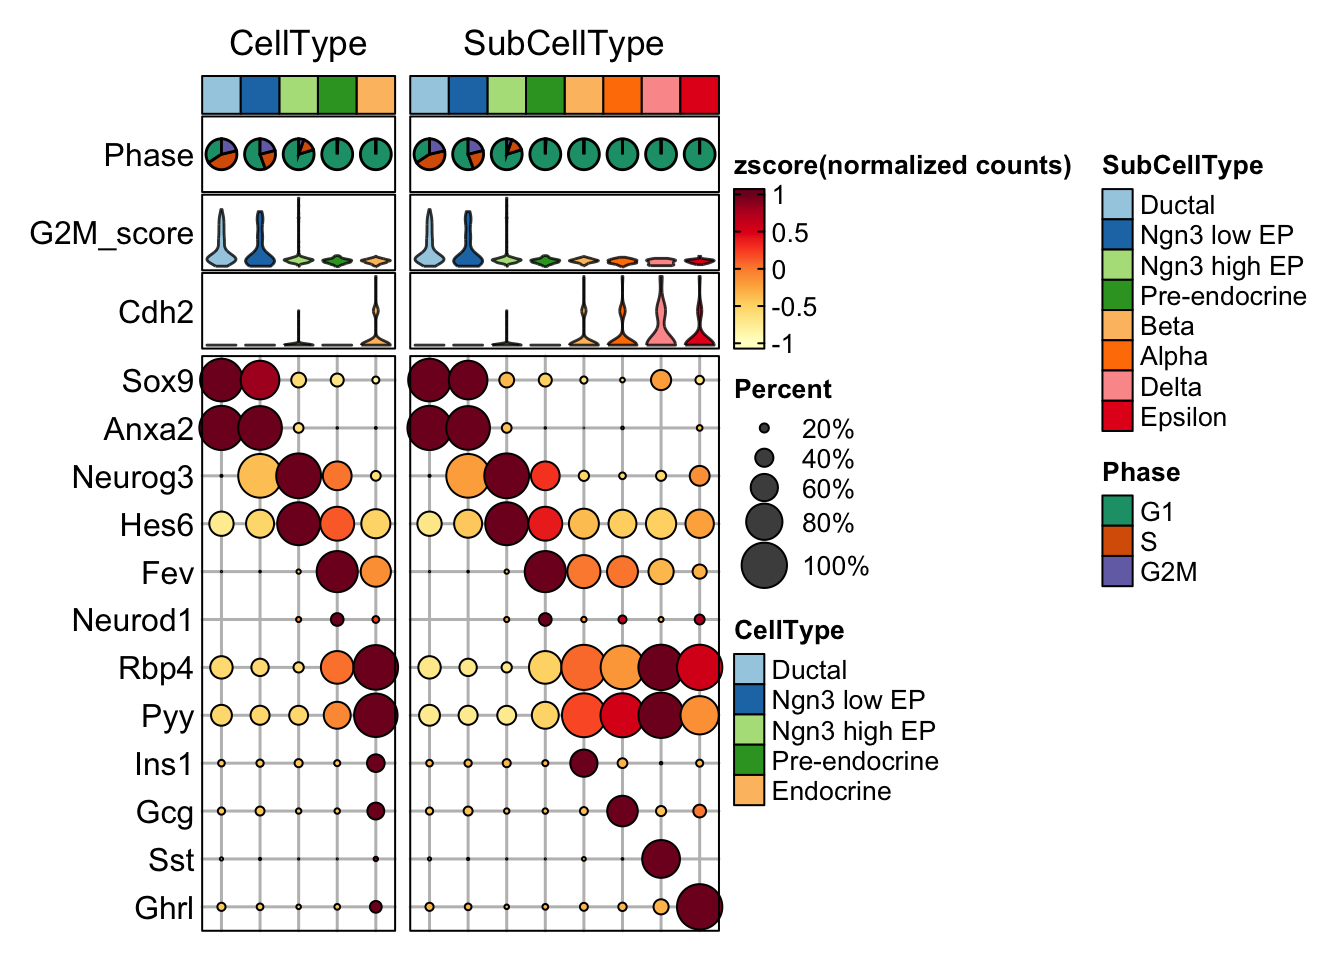 CellType
SubCellType
Phase
G2M_score
Cdh2
Sox9
Anxa2
Neurog3
Hes6
Fev
Neurod1
Rbp4
Pyy
Ins1
Gcg
Sst
Ghrl
zscore(normalized counts)
1
0.5
0
-0.5
-1
Percent
20%
40%
60%
80%
100%
CellType
Ductal
Ngn3 low EP
Ngn3 high EP
Pre-endocrine
Endocrine
SubCellType
Ductal
Ngn3 low EP
Ngn3 high EP
Pre-endocrine
Beta
Alpha
Delta
Epsilon
Phase
G1
S
G2M